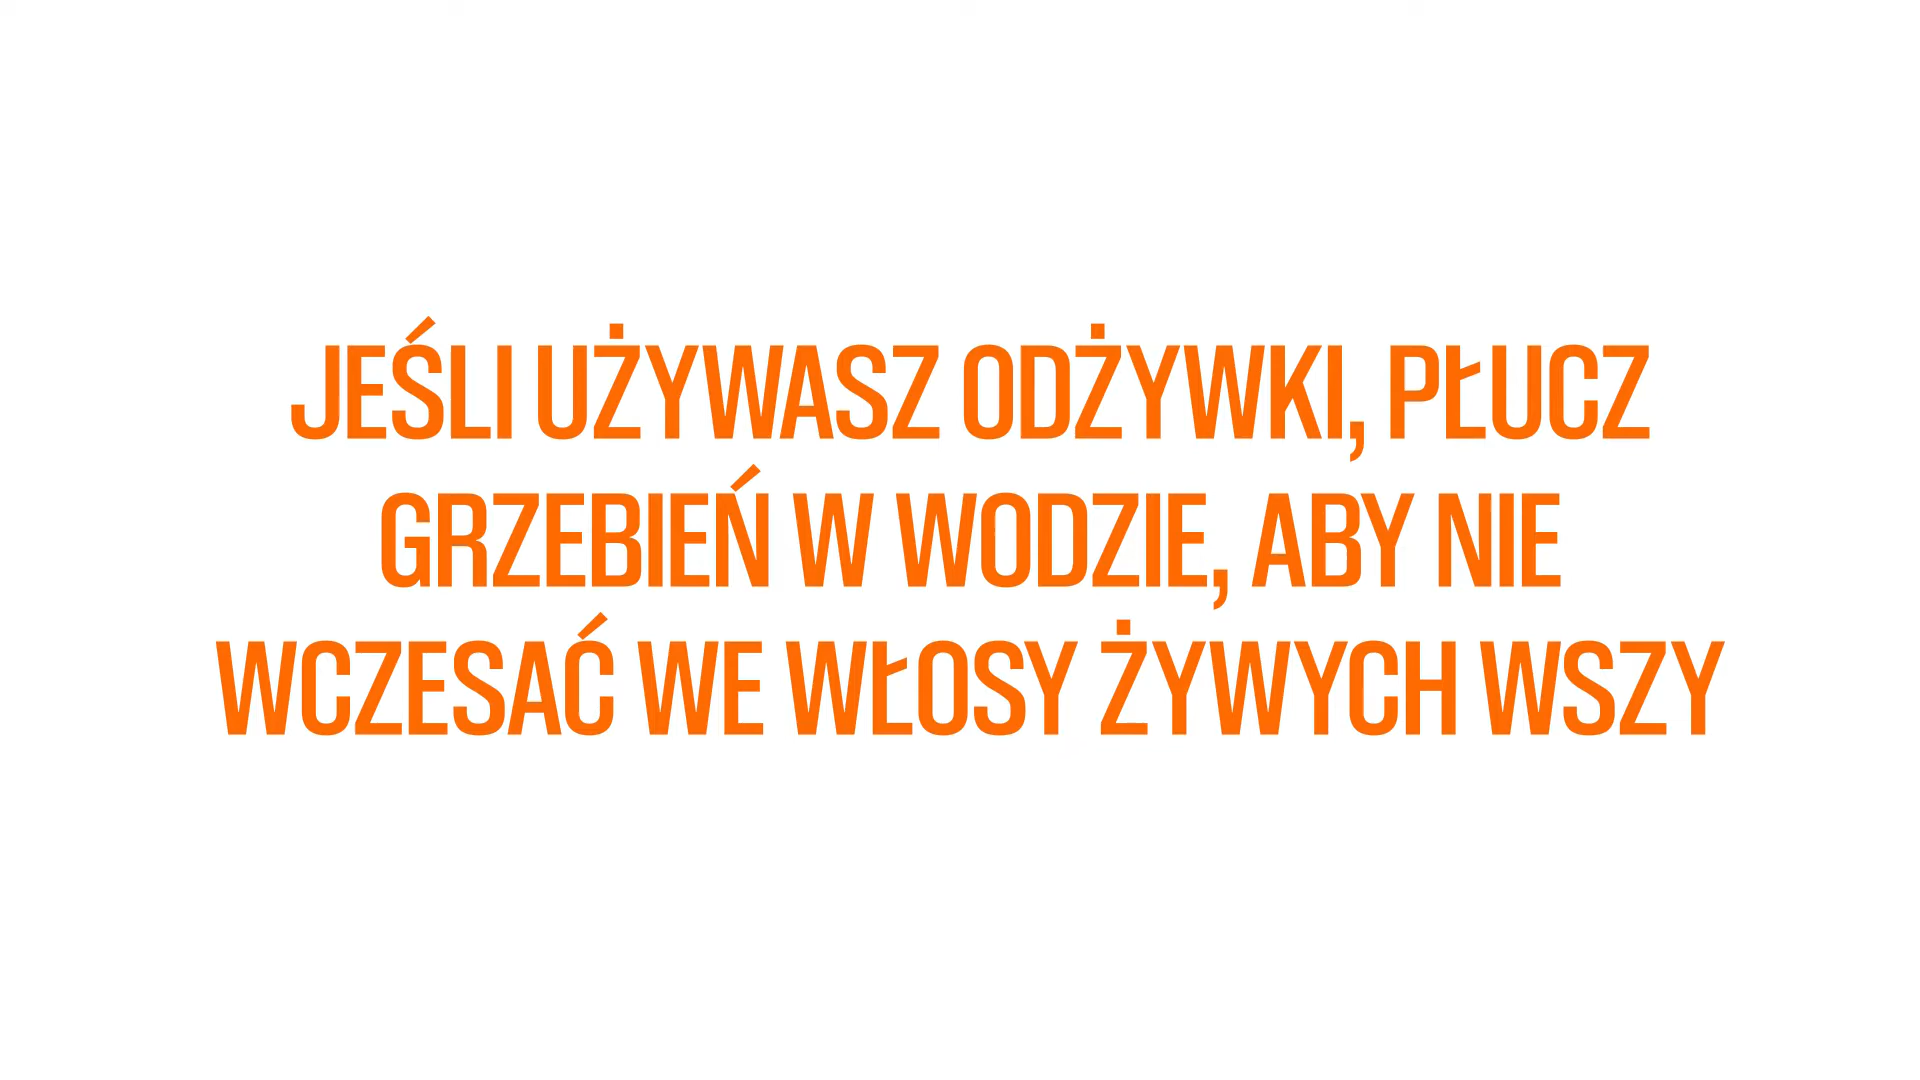 JEŚLI UŻYWASZ ODŻYWKI, PŁUCZ
GRZEBIEŃ W WODZIE, ABY NIE
WCZESAĆ WE WŁOSY ŻYWYCH WSZY